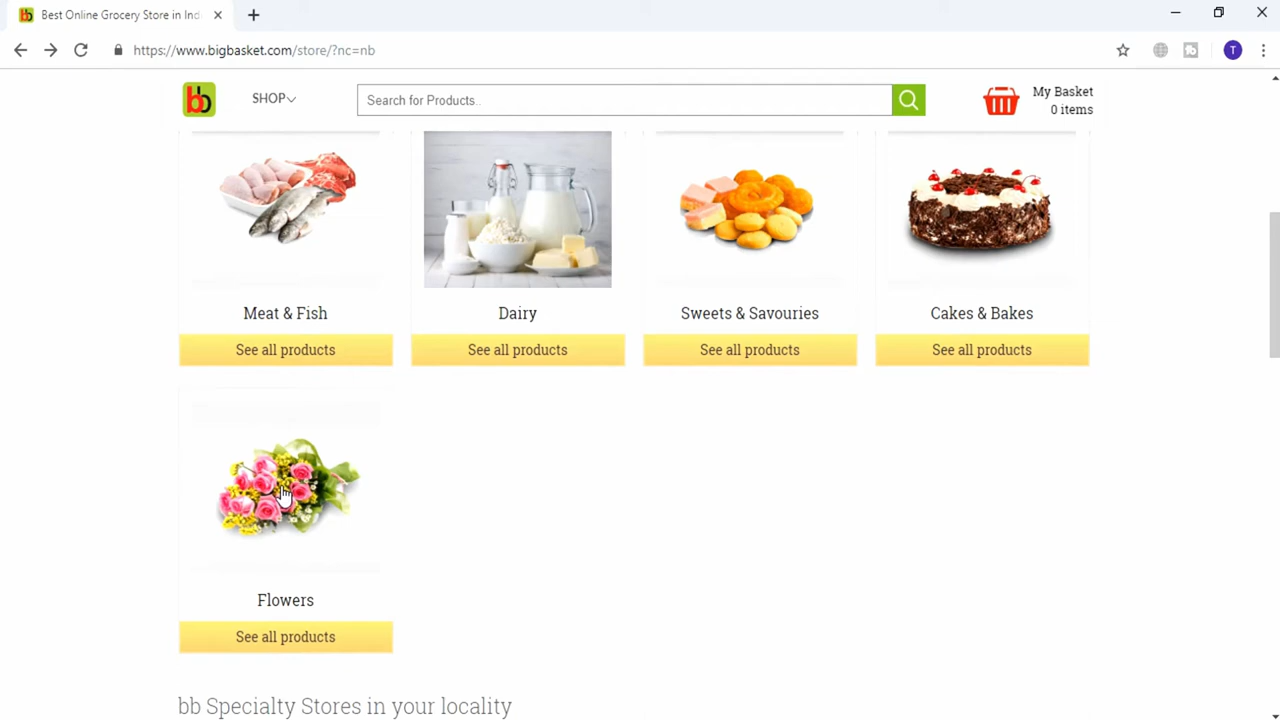 Best Online Grocery Store in Ind
https://www.bigbasket.com/store/?nc=nb
T
bb
SHOP
Search for Products..
My Basket
0 items
Meat & Fish
Dairy
Sweets & Savouries
Cakes & Bakes
See all products
See all products
See all products
See all products
Flowers
See all products
bb Specialty Stores in your locality